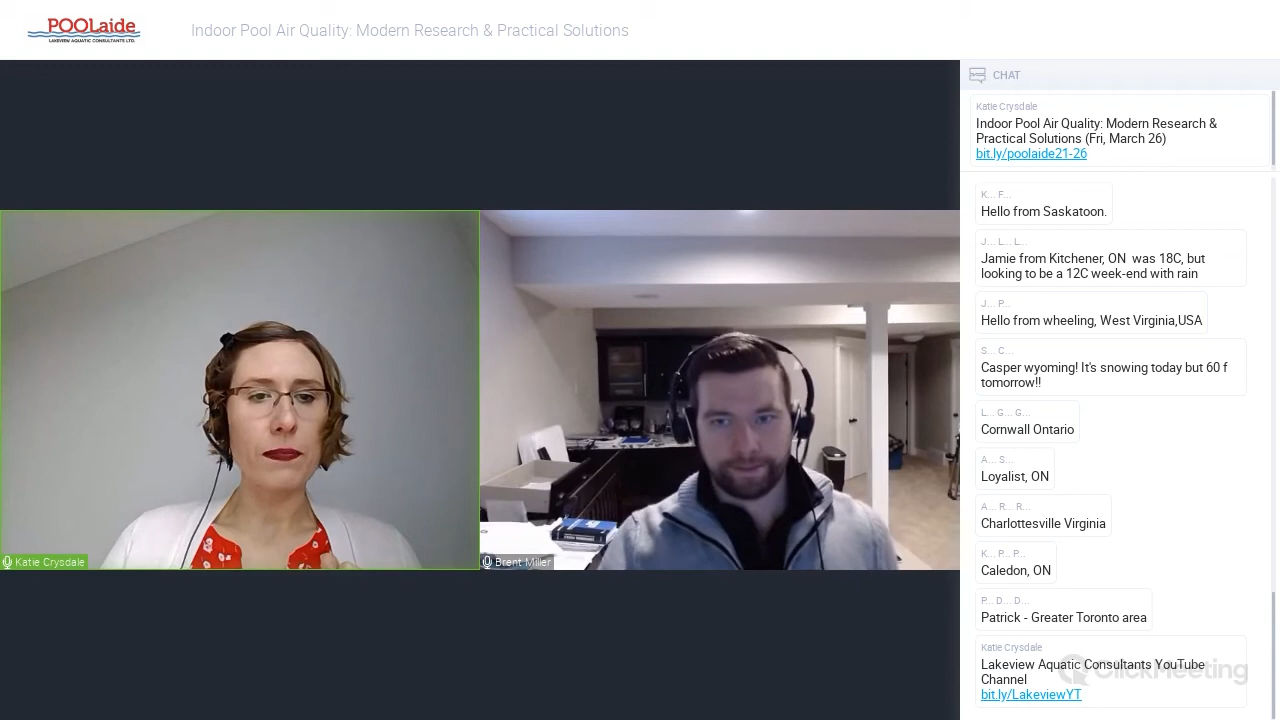 POOLaide
LAKEVIEW AQUATIC CONSULTANTS LTD.
Indoor Pool Air Quality: Modern Research & Practical Solutions
CHAT
Katie Crysdale
Indoor Pool Air Quality: Modern Research &
Practical Solutions (Fri, March 26)
bit.ly/poolaide21-26
K... F...
Hello from Saskatoon.
J... L... L...
Jamie from Kitchener, ON  was 18C, but
looking to be a 12C week-end with rain
J... P...
Hello from wheeling, West Virginia,USA
S... C...
Casper wyoming! It's snowing today but 60 f
tomorrow!!
L... G... G...
Cornwall Ontario
A... S...
Loyalist, ON
A... R... R...
Charlottesville Virginia
K... P... P...
Caledon, ON
P... D... D...
Patrick - Greater Toronto area
Katie Crysdale
Lakeview Aquatic Consultants YouTube
Channel
bit.ly/LakeviewYT
ClickMeeting
Katie Crysdale
Brent Miller